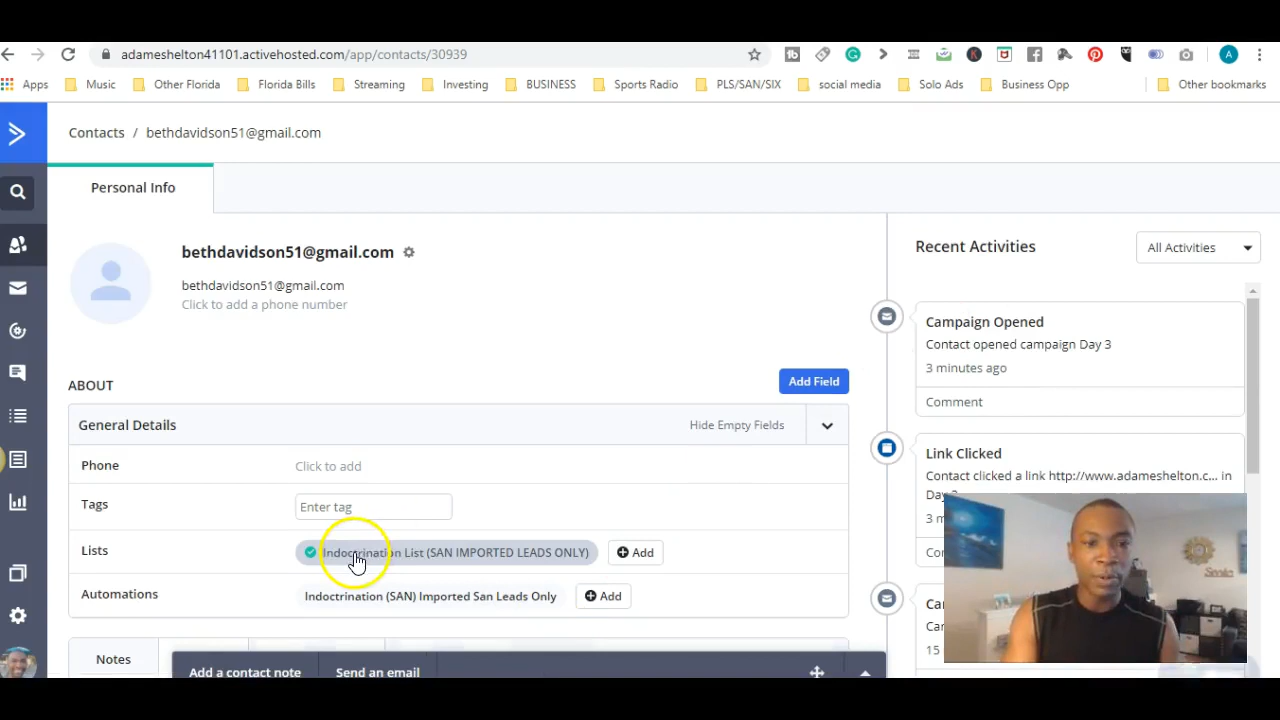 adameshelton41101.activehosted.com/app/contacts/30939
Apps Music Other Florida Florida Bills Streaming Investing BUSINESS Sports Radio PLS/SAN/SIX social media Solo Ads Business Opp Other bookmarks
Contacts / bethdavidson51@gmail.com
Personal Info
bethdavidson51@gmail.com
bethdavidson51@gmail.com
Click to add a phone number
ABOUT
Add Field
General Details Hide Empty Fields
Phone Click to add
Tags Enter tag
Lists Indoctrination List (SAN IMPORTED LEADS ONLY) Add
Automations Indoctrination (SAN) Imported San Leads Only Add
Notes
Add a contact note Send an email
Recent Activities All Activities
Campaign Opened
Contact opened campaign Day 3
3 minutes ago
Comment
Link Clicked
Contact clicked a link http://www.adameshelton.c... in
Smile